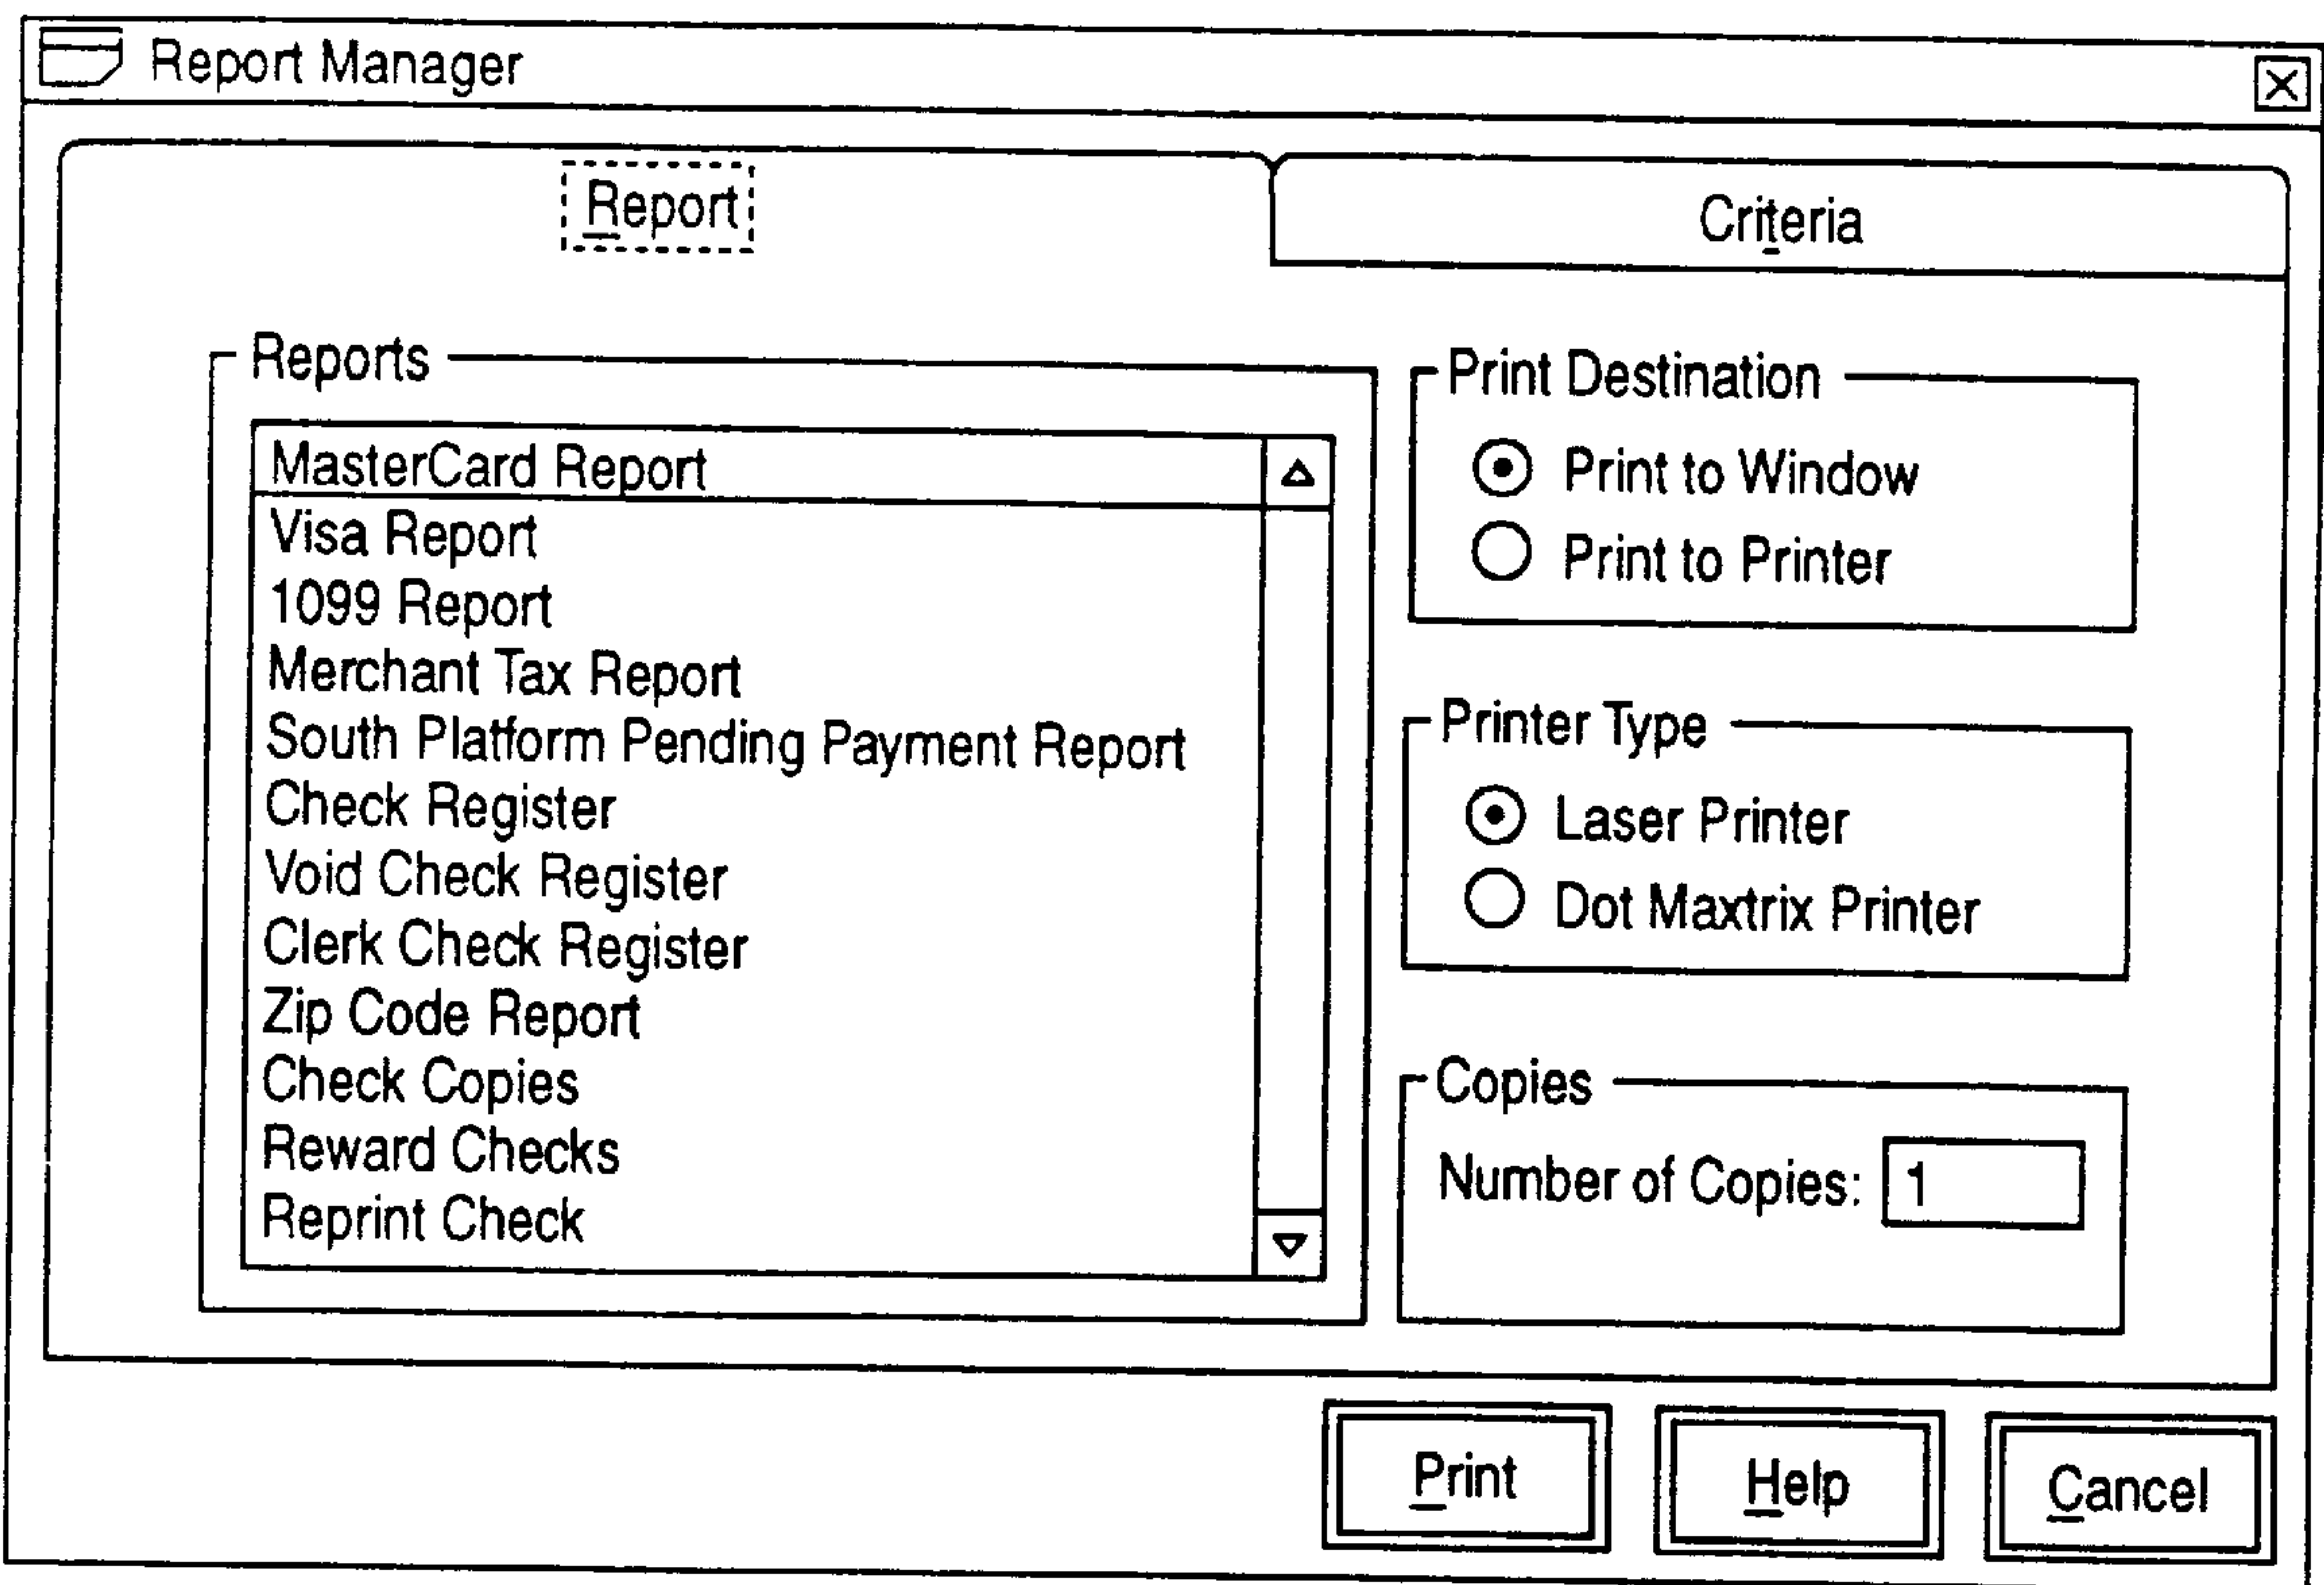 Report Manager
Report
Criteria
Reports
MasterCard Report
Visa Report
1099 Report
Merchant Tax Report
South Platform Pending Payment Report
Check Register
Void Check Register
Clerk Check Register
Zip Code Report
Check Copies
Reward Checks
Reprint Check
Print Destination
Print to Window
Print to Printer
Printer Type
Laser Printer
Dot Maxtrix Printer
Copies
Number of Copies: 1
Print
Help
Cancel